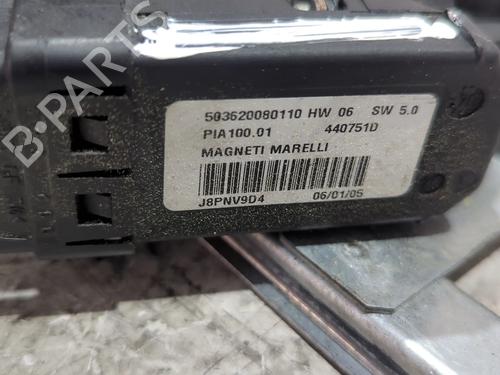 503620080110 HW 06 SW 5.0
PIA100.01 440751D
MAGNETI MARELLI
J8PNV9D4 06/01/05
B-PARTS